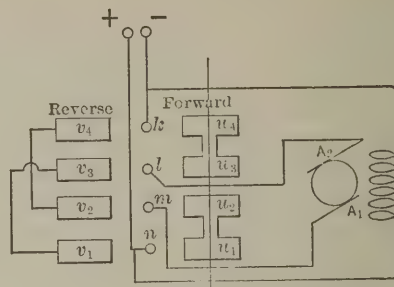 + −
Reverse Forward
v4 k u4
v3 l u3 A2
v2 m u2 A1
v1 n u1